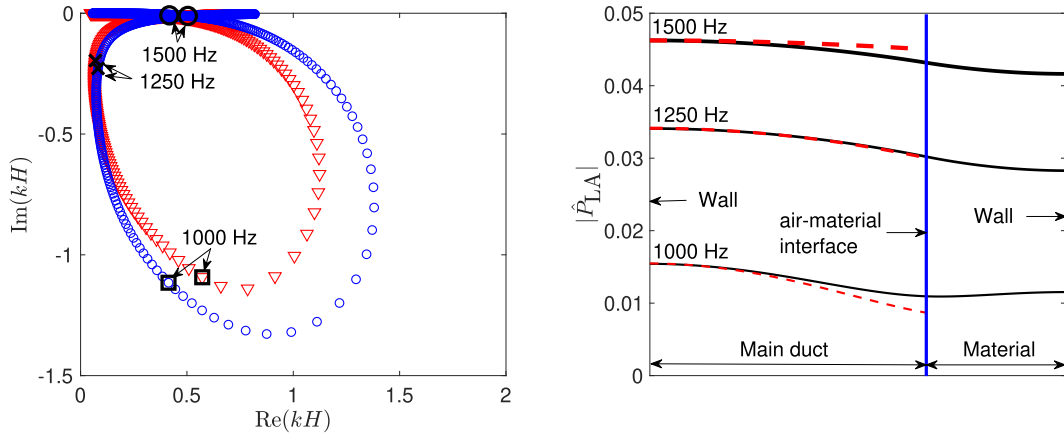 0
1500 Hz
1250 Hz
-0.5
Im(kH)
1000 Hz
-1
-1.5
0 0.5 1 1.5 2
Re(kH)
0.05
1500 Hz
0.04
1250 Hz
0.03
|P̂LA|
Wall
Wall
air-material
interface
0.02
1000 Hz
0.01
Main duct
Material
0